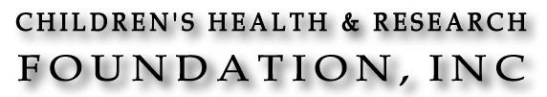 CHILDREN'S HEALTH & RESEARCH
FOUNDATION, INC